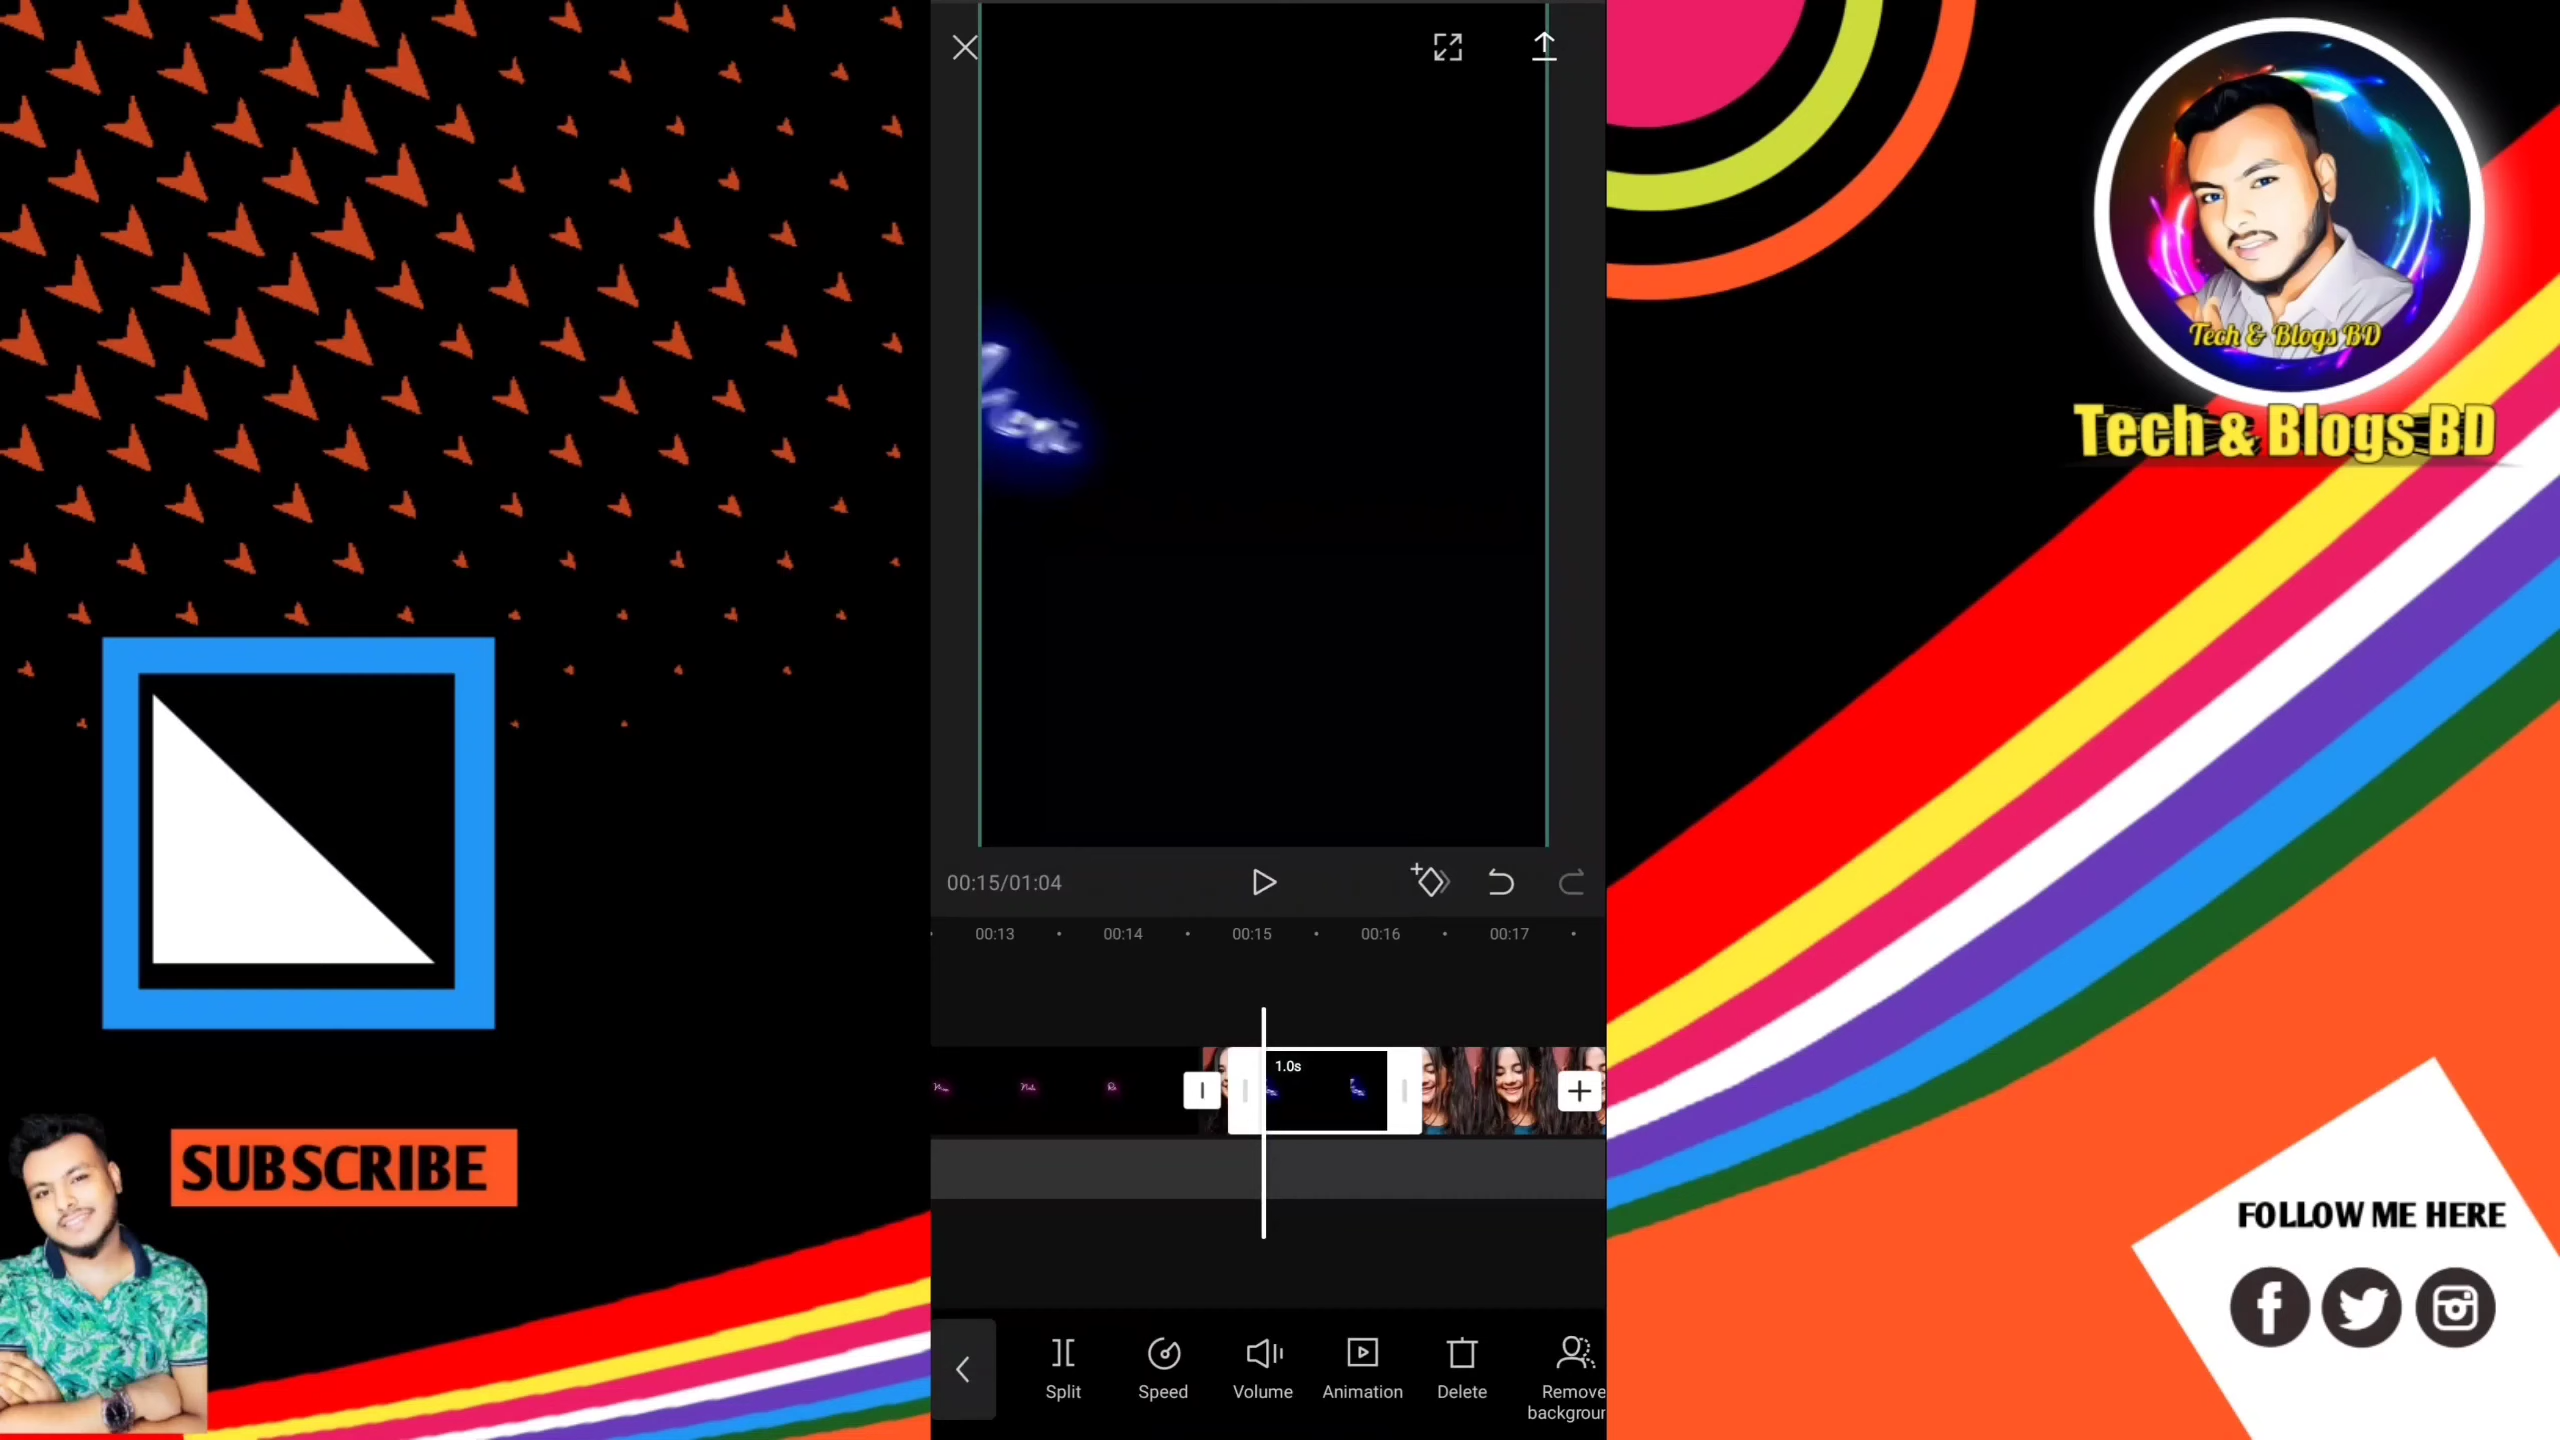 Tech & Blogs BD
Tech & Blogs BD
00:15/01:04
00:13
00:14
00:15
00:16
00:17
1.0s
SUBSCRIBE
FOLLOW ME HERE
Split
Speed
Volume
Animation
Delete
Remove
backgroun